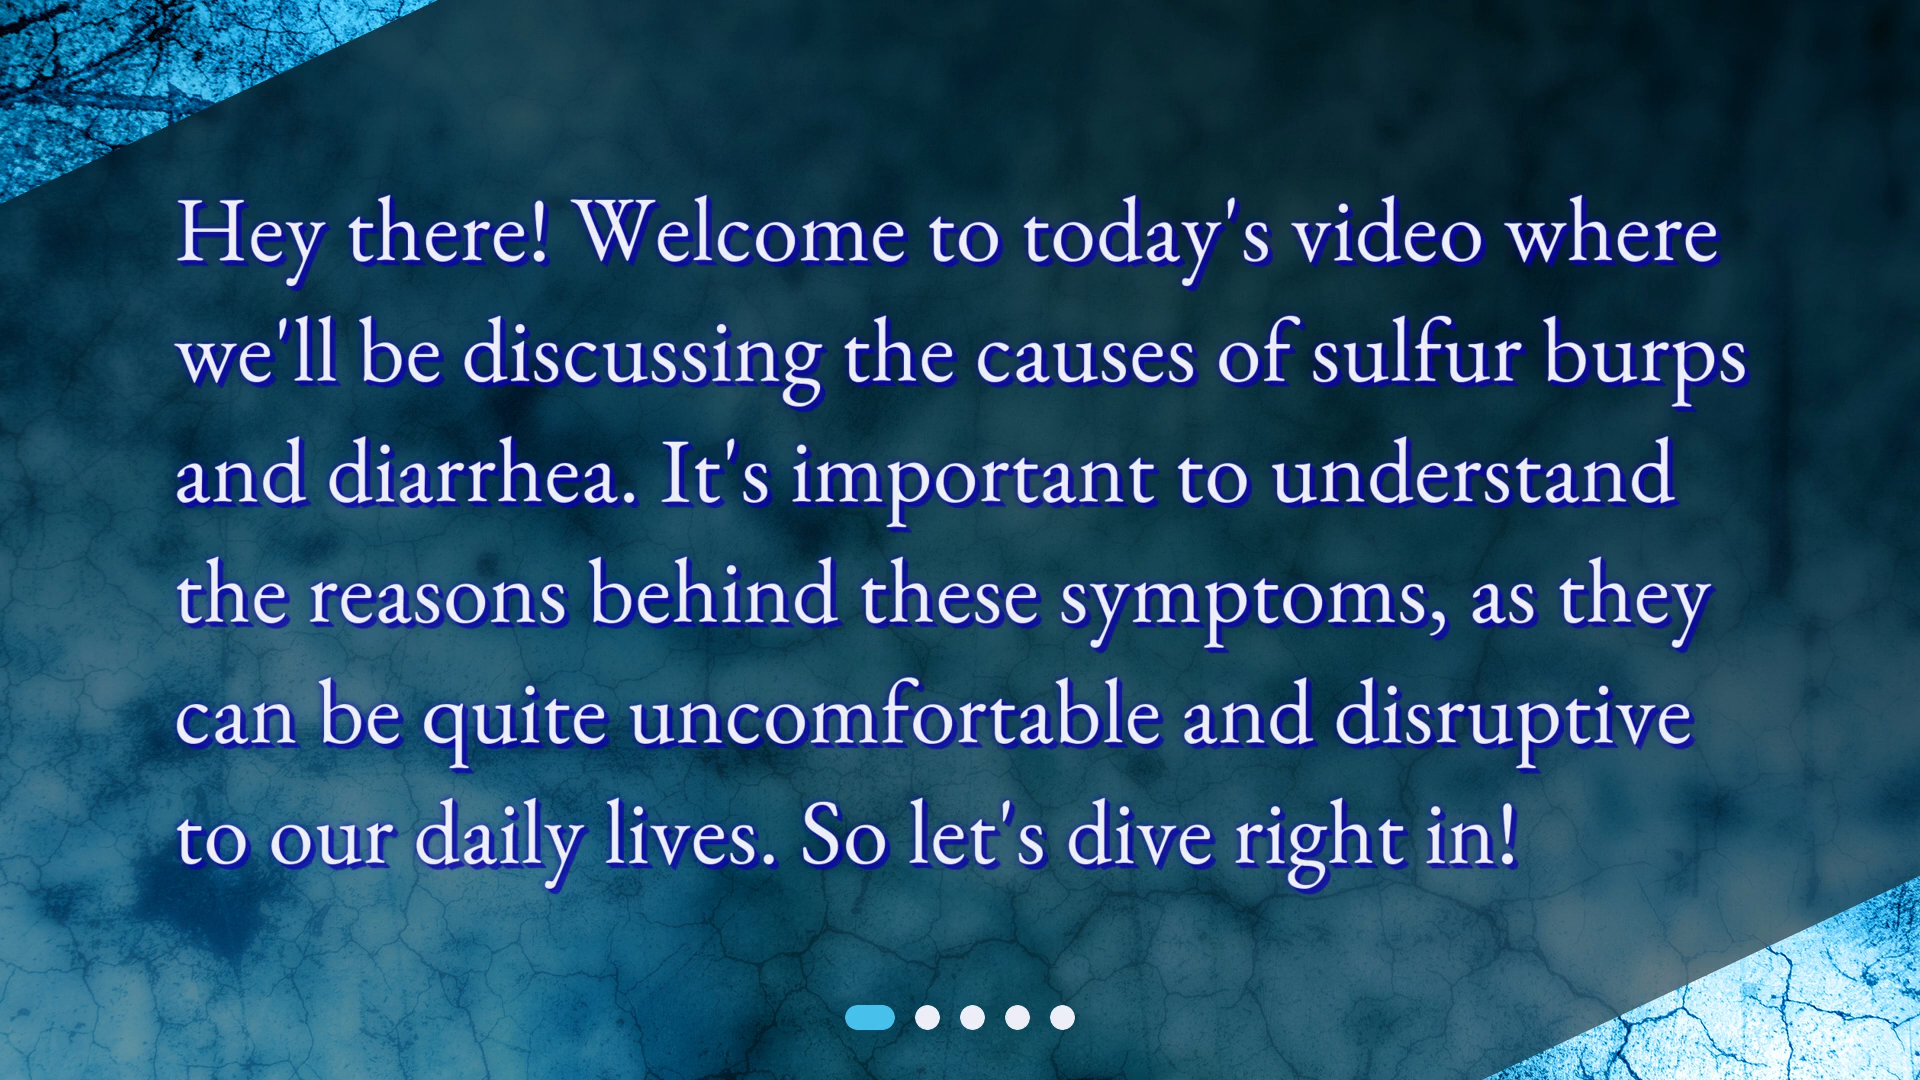 Hey there! Welcome to today's video where
we'll be discussing the causes of sulfur burps
and diarrhea. It's important to understand
the reasons behind these symptoms, as they
can be quite uncomfortable and disruptive
to our daily lives. So let's dive right in!